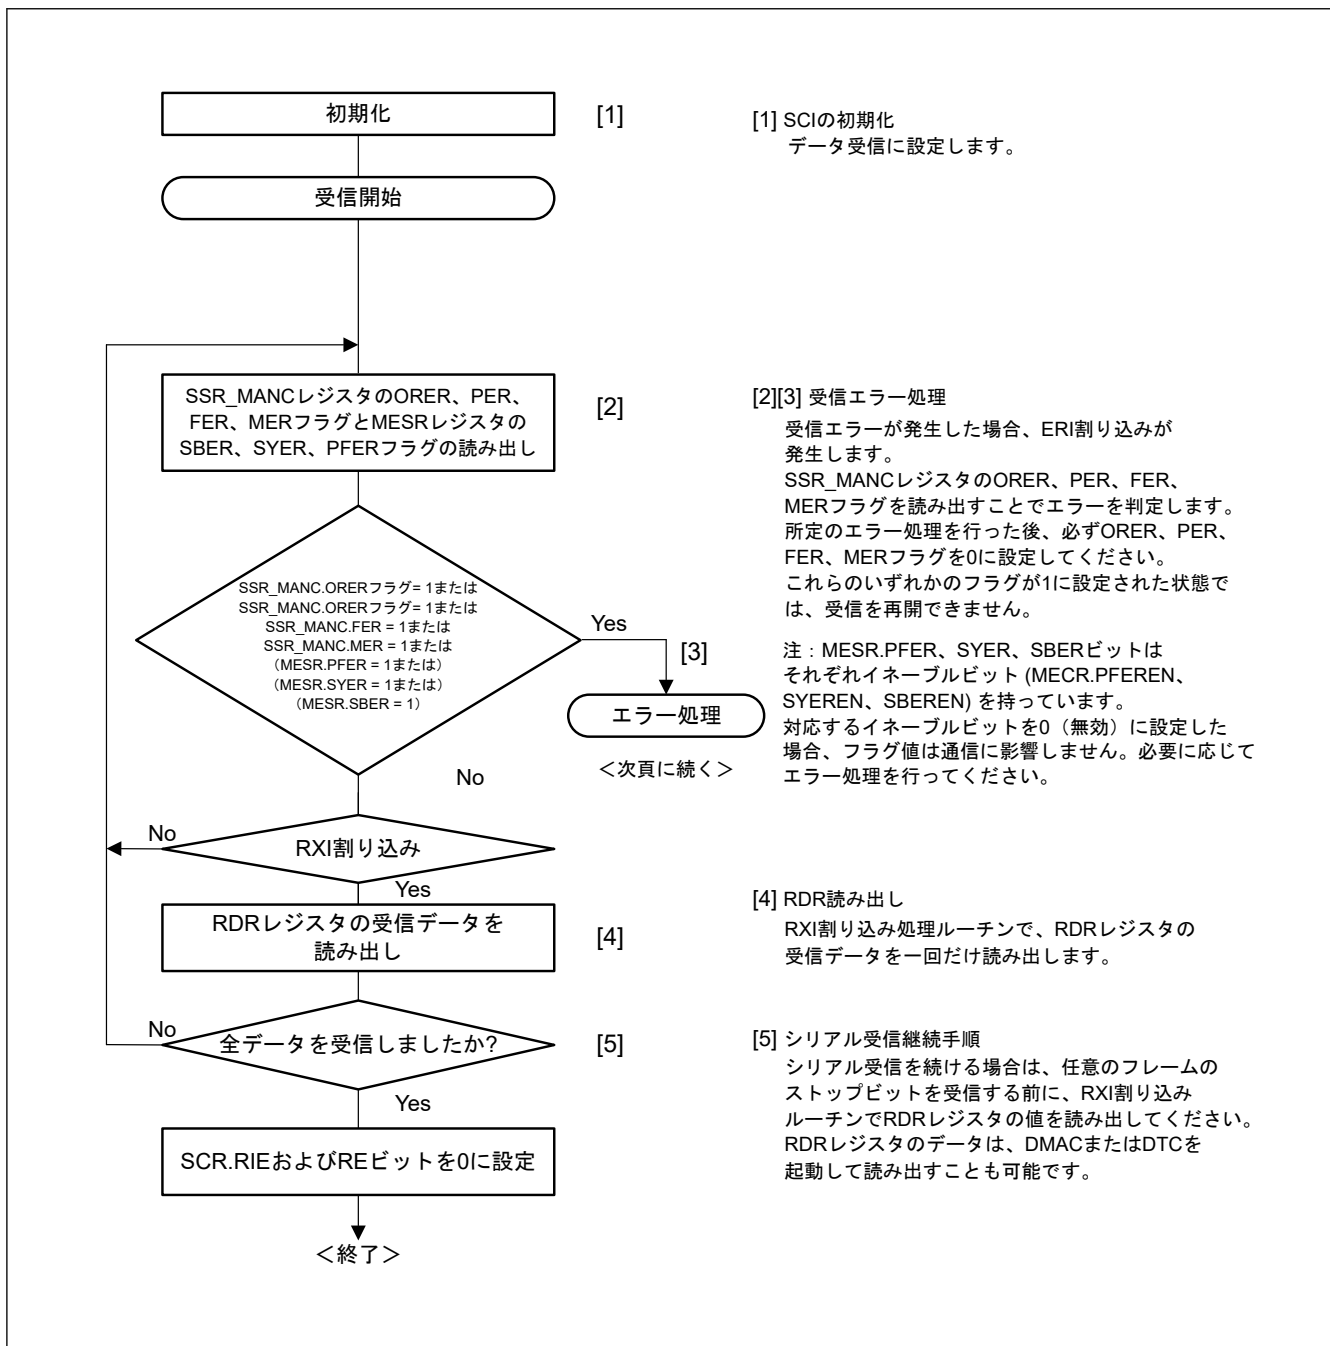 初期化
[1]
[1] SCIの初期化
データ受信に設定します。
受信開始
SSR_MANCレジスタのORER、PER、
FER、MERフラグとMESRレジスタの
SBER、SYER、PFERフラグの読み出し
[2]
[2][3] 受信エラー処理
受信エラーが発生した場合、ERI割り込みが
発生します。
SSR_MANCレジスタのORER、PER、FER、
MERフラグを読み出すことでエラーを判定します。
所定のエラー処理を行った後、必ずORER、PER、
FER、MERフラグを0に設定してください。
これらのいずれかのフラグが1に設定された状態で
は、受信を再開できません。
注：MESR.PFER、SYER、SBERビットは
それぞれイネーブルビット (MECR.PFEREN、
SYEREN、SBEREN) を持っています。
対応するイネーブルビットを0（無効）に設定した
場合、フラグ値は通信に影響しません。必要に応じて
エラー処理を行ってください。
SSR_MANC.ORERフラグ= 1または
SSR_MANC.ORERフラグ= 1または
SSR_MANC.FER = 1または
SSR_MANC.MER = 1または
（MESR.PFER = 1または）
（MESR.SYER = 1または）
（MESR.SBER = 1）
Yes
[3]
エラー処理
＜次頁に続く＞
No
RXI割り込み
No
Yes
RDRレジスタの受信データを
読み出し
[4]
[4] RDR読み出し
RXI割り込み処理ルーチンで、RDRレジスタの
受信データを一回だけ読み出します。
全データを受信しましたか?
No
[5]
[5] シリアル受信継続手順
シリアル受信を続ける場合は、任意のフレームの
ストップビットを受信する前に、RXI割り込み
ルーチンでRDRレジスタの値を読み出してください。
RDRレジスタのデータは、DMACまたはDTCを
起動して読み出すことも可能です。
Yes
SCR.RIEおよびREビットを0に設定
＜終了＞